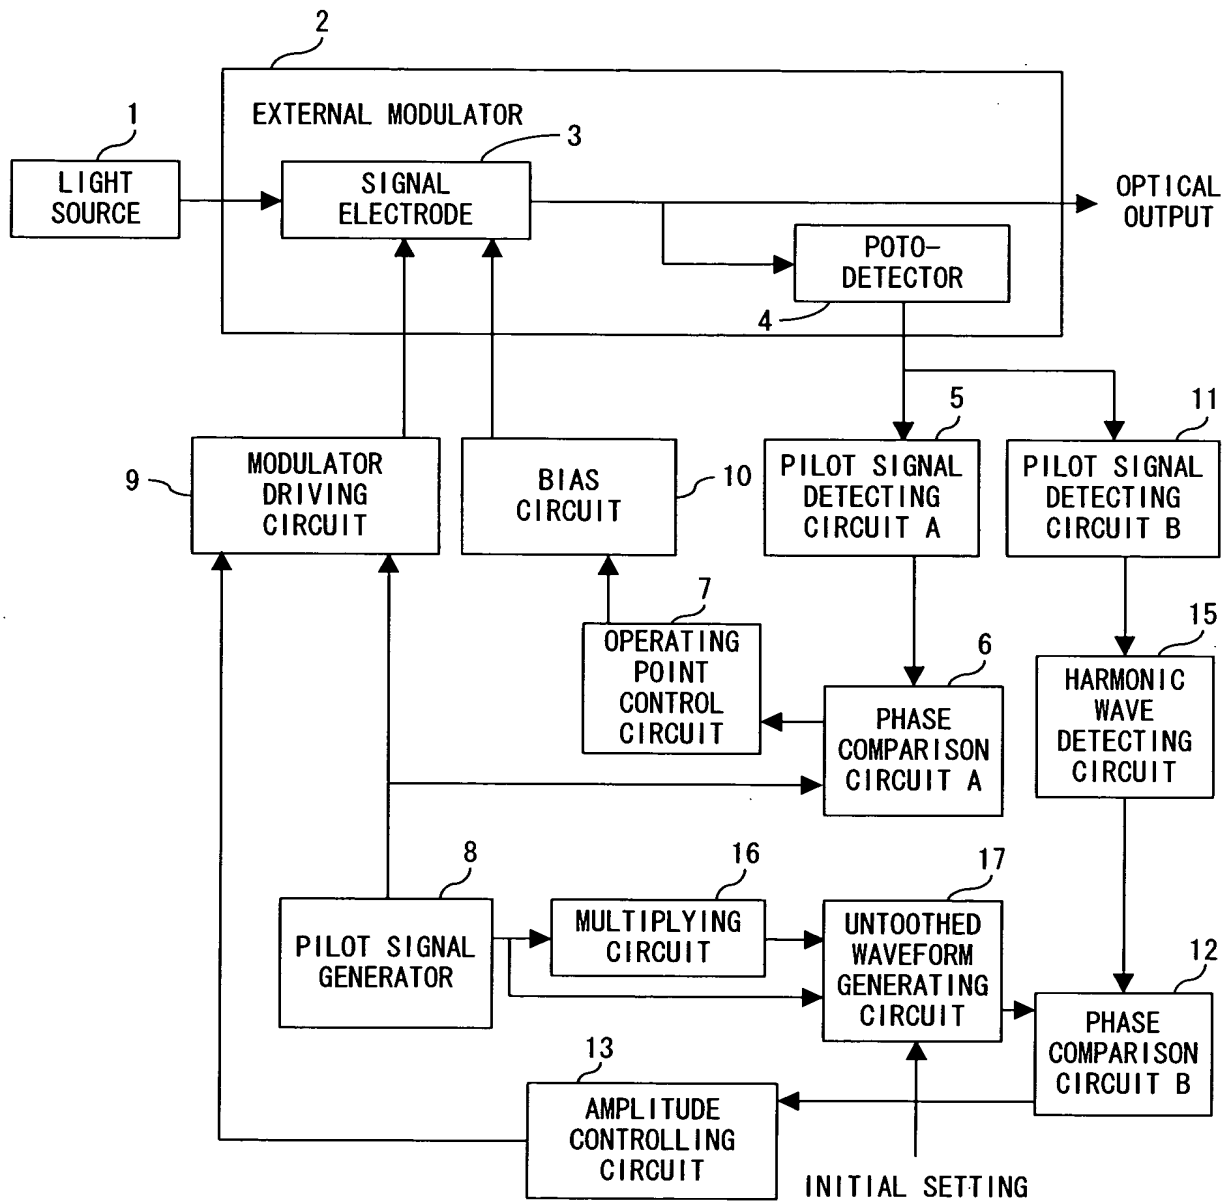 2
EXTERNAL MODULATOR
1
LIGHT
SOURCE
3
SIGNAL
ELECTRODE
OPTICAL
OUTPUT
POTO-
DETECTOR
4
9
MODULATOR
DRIVING
CIRCUIT
BIAS
CIRCUIT
10
5
PILOT SIGNAL
DETECTING
CIRCUIT A
11
PILOT SIGNAL
DETECTING
CIRCUIT B
7
OPERATING
POINT
CONTROL
CIRCUIT
6
PHASE
COMPARISON
CIRCUIT A
15
HARMONIC
WAVE
DETECTING
CIRCUIT
8
PILOT SIGNAL
GENERATOR
16
MULTIPLYING
CIRCUIT
17
UNTOOTHED
WAVEFORM
GENERATING
CIRCUIT
12
PHASE
COMPARISON
CIRCUIT B
13
AMPLITUDE
CONTROLLING
CIRCUIT
INITIAL SETTING